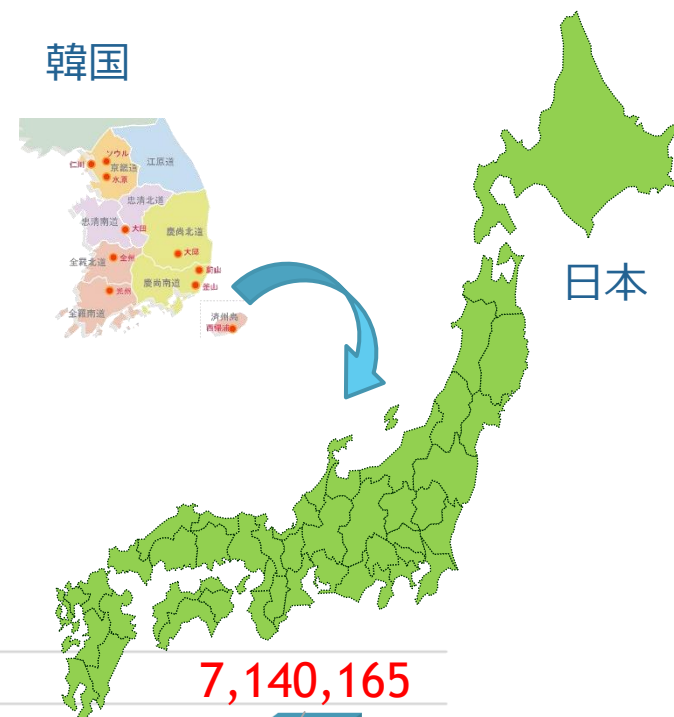 韓国
ソウル
仁川
京畿道
江原道
水原
忠清北道
忠清南道
大田
慶尚北道
大邱
全羅北道
全州
蔚山
慶尚南道
釜山
光州
全羅南道
済州島
西帰浦
日本
7,140,165